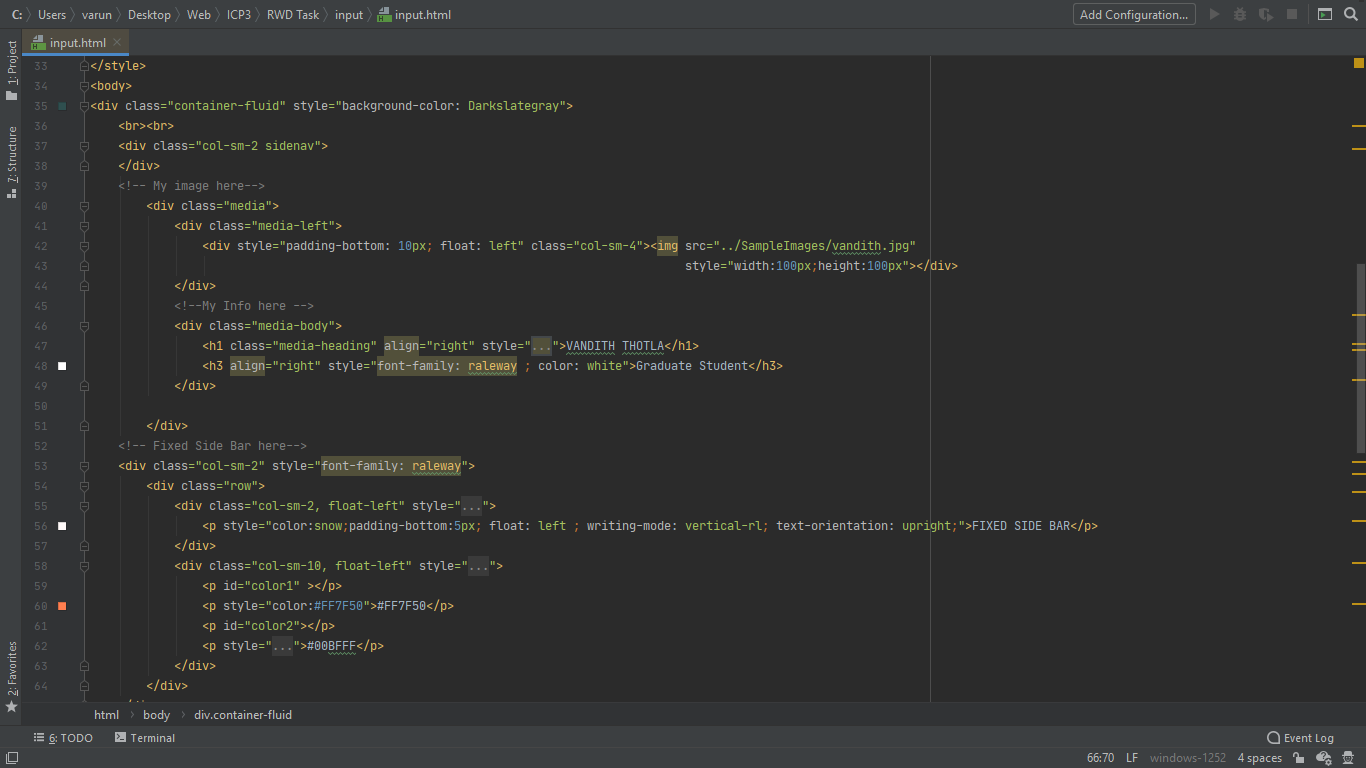 C: Users varun Desktop Web ICP3 RWD Task input input.html Add Configuration...
input.html
1: Project
7: Structure
2: Favorites
33 </style>
34 <body>
35 <div class="container-fluid" style="background-color: Darkslategray">
36 <br><br>
37 <div class="col-sm-2 sidenav">
38 </div>
39 <!-- My image here-->
40 <div class="media">
41 <div class="media-left">
42 <div style="padding-bottom: 10px; float: left" class="col-sm-4"><img src="../SampleImages/vandith.jpg"
43 style="width:100px;height:100px"></div>
44 </div>
45 <!--My Info here -->
46 <div class="media-body">
47 <h1 class="media-heading" align="right" style="...">VANDITH THOTLA</h1>
48 <h3 align="right" style="font-family: raleway ; color: white">Graduate Student</h3>
49 </div>
50
51 </div>
52 <!-- Fixed Side Bar here-->
53 <div class="col-sm-2" style="font-family: raleway">
54 <div class="row">
55 <div class="col-sm-2, float-left" style="...">
56 <p style="color:snow;padding-bottom:5px; float: left ; writing-mode: vertical-rl; text-orientation: upright;">FIXED SIDE BAR</p>
57 </div>
58 <div class="col-sm-10, float-left" style="...">
59 <p id="color1" ></p>
60 <p style="color:#FF7F50">#FF7F50</p>
61 <p id="color2"></p>
62 <p style="...">#00BFFF</p>
63 </div>
64 </div>
html body div.container-fluid
6: TODO Terminal Event Log
66:70 LF windows-1252 4 spaces